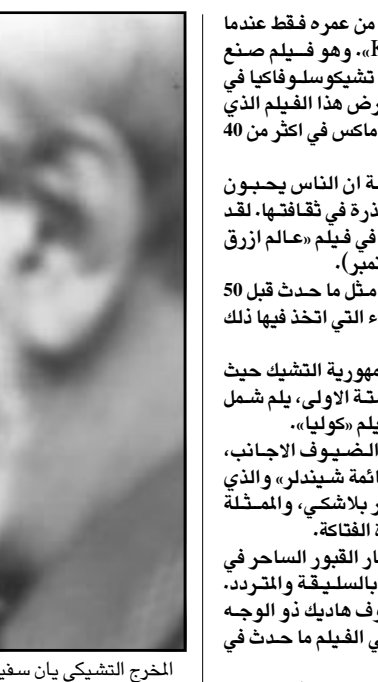 من عمره فقط عندما
K». وهو فيلم صنع
تشيكوسلوفاكيا في
رض هذا الفيلم الذي
ماكس في اكثر من 40
ة ان الناس يحبون
ذرة في ثقافتها. لقد
في فيلم «عالم ازرق
تمبر).
مثل ما حدث قبل 50
ء التي اتخذ فيها ذلك
مهورية التشيك حيث
ستة الاولى، يلم شمل
يلم «كوليا».
الضيوف الاجانب،
ائمة شيندلر» والذي
ر بلاشكي، والممثلة
ة الفتاكة.
ار القبور الساحر في
بالسليقة والمتردد.
وف هاديك ذو الوجه
ي الفيلم ما حدث في
المخرج التشيكي يان سفير